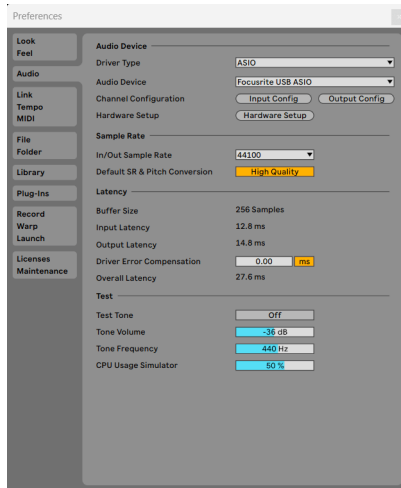 Preferences
Look
Feel
Audio
Link
Tempo
MIDI
File
Folder
Library
Plug-Ins
Record
Warp
Launch
Licenses
Maintenance
Audio Device
Driver Type ASIO
Audio Device Focusrite USB ASIO
Channel Configuration Input Config Output Config
Hardware Setup Hardware Setup
Sample Rate
In/Out Sample Rate 44100
Default SR & Pitch Conversion High Quality
Latency
Buffer Size 256 Samples
Input Latency 12.8 ms
Output Latency 14.8 ms
Driver Error Compensation 0.00 ms
Overall Latency 27.6 ms
Test
Test Tone Off
Tone Volume -36 dB
Tone Frequency 440 Hz
CPU Usage Simulator 50 %